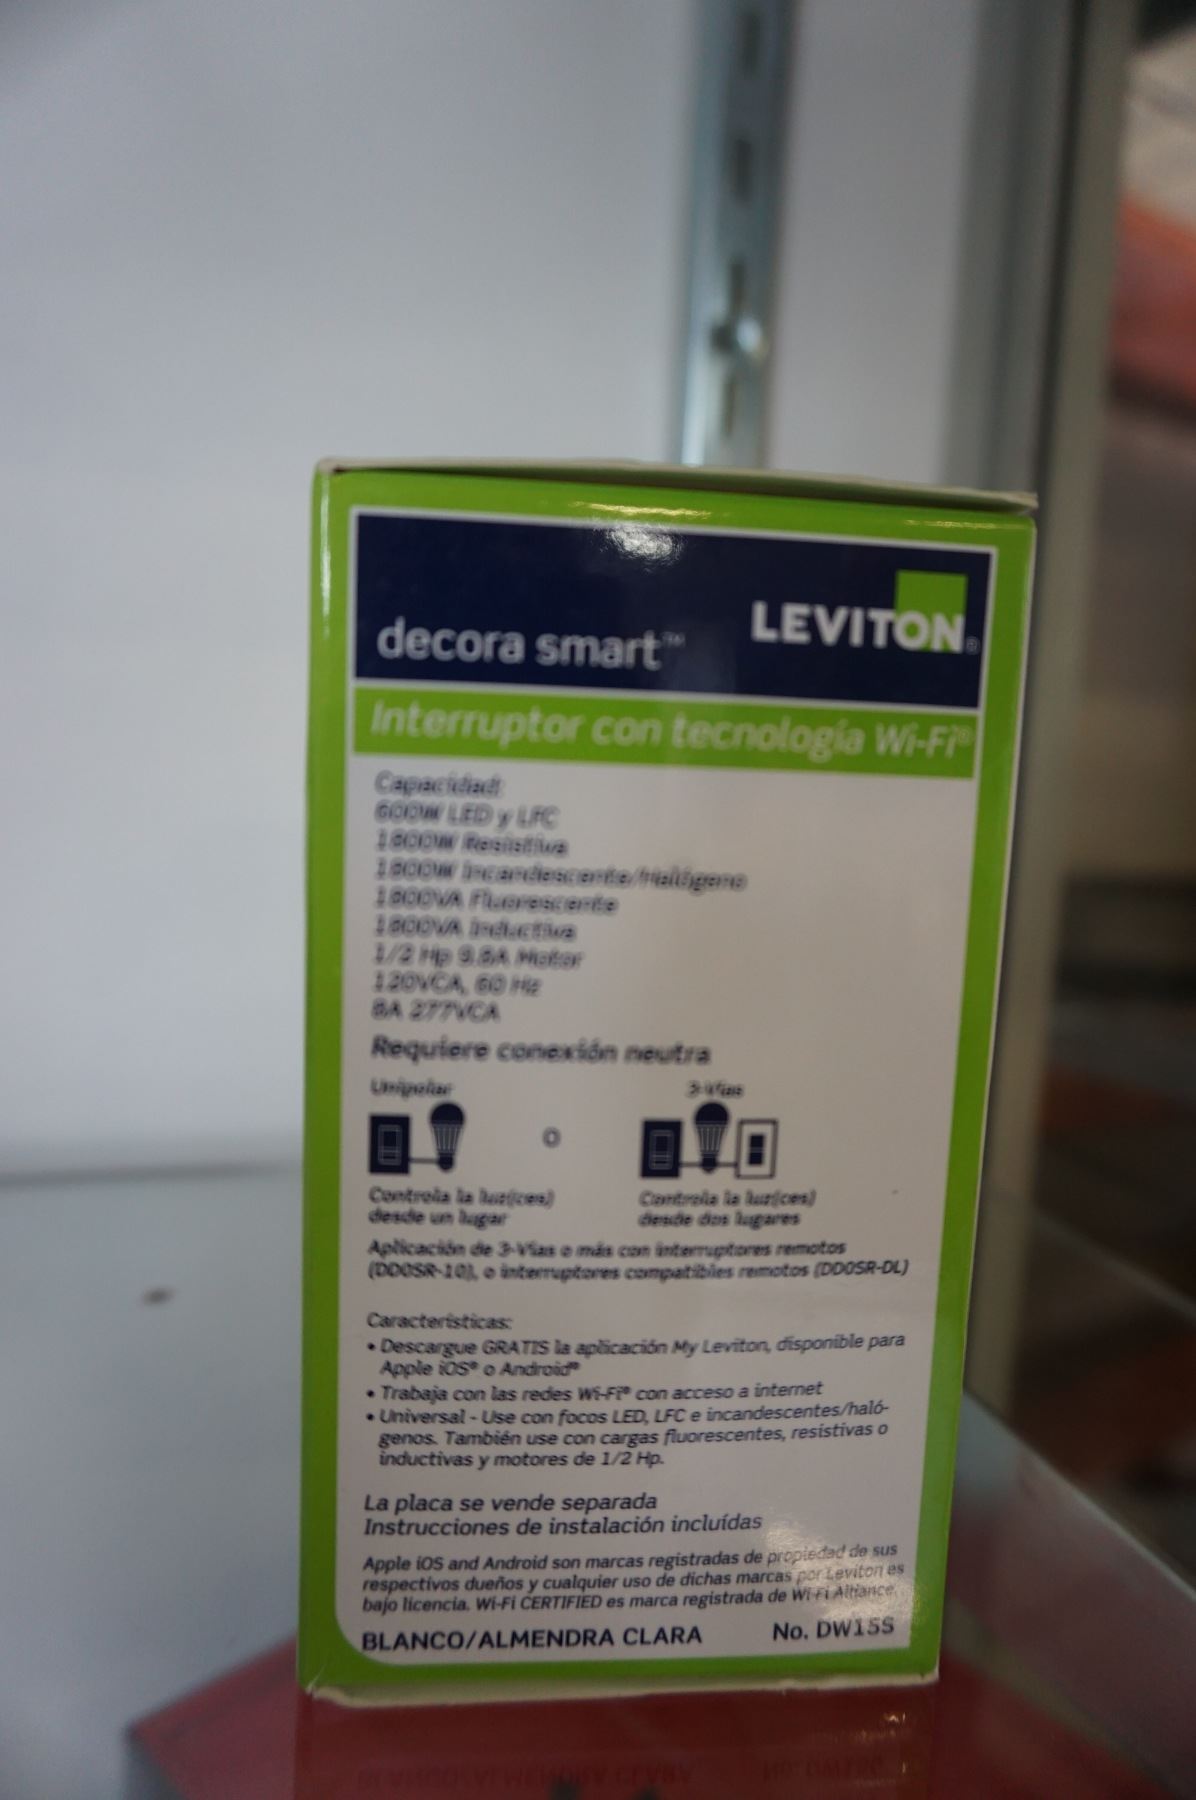 LEVITON®
decora smart™
Interruptor con tecnología Wi-Fi®
Capacidad:
600W LED y LFC
1800W Resistiva
1800W Incandescente/Halógeno
1800VA Fluorescente
1800VA Inductiva
1/2 Hp 9.8A Motor
120VCA, 60 Hz
8A 277VCA
Requiere conexión neutra
Unipolar
3-Vías
o
Controla la luz(ces)
desde un lugar
Controla la luz(ces)
desde dos lugares
Aplicación de 3-Vías o más con interruptores remotos
(DD0SR-10), o interruptores compatibles remotos (DD0SR-DL)
Características:
• Descargue GRATIS la aplicación My Leviton, disponible para
Apple iOS® o Android®
• Trabaja con las redes Wi-Fi® con acceso a internet
• Universal - Use con focos LED, LFC e incandescentes/haló-
genos. También use con cargas fluorescentes, resistivas o
inductivas y motores de 1/2 Hp.
La placa se vende separada
Instrucciones de instalación incluídas
Apple iOS and Android son marcas registradas de propiedad de sus
respectivos dueños y cualquier uso de dichas marcas por Leviton es
bajo licencia. Wi-Fi CERTIFIED es marca registrada de Wi-Fi Alliance.
BLANCO/ALMENDRA CLARA
No. DW15S